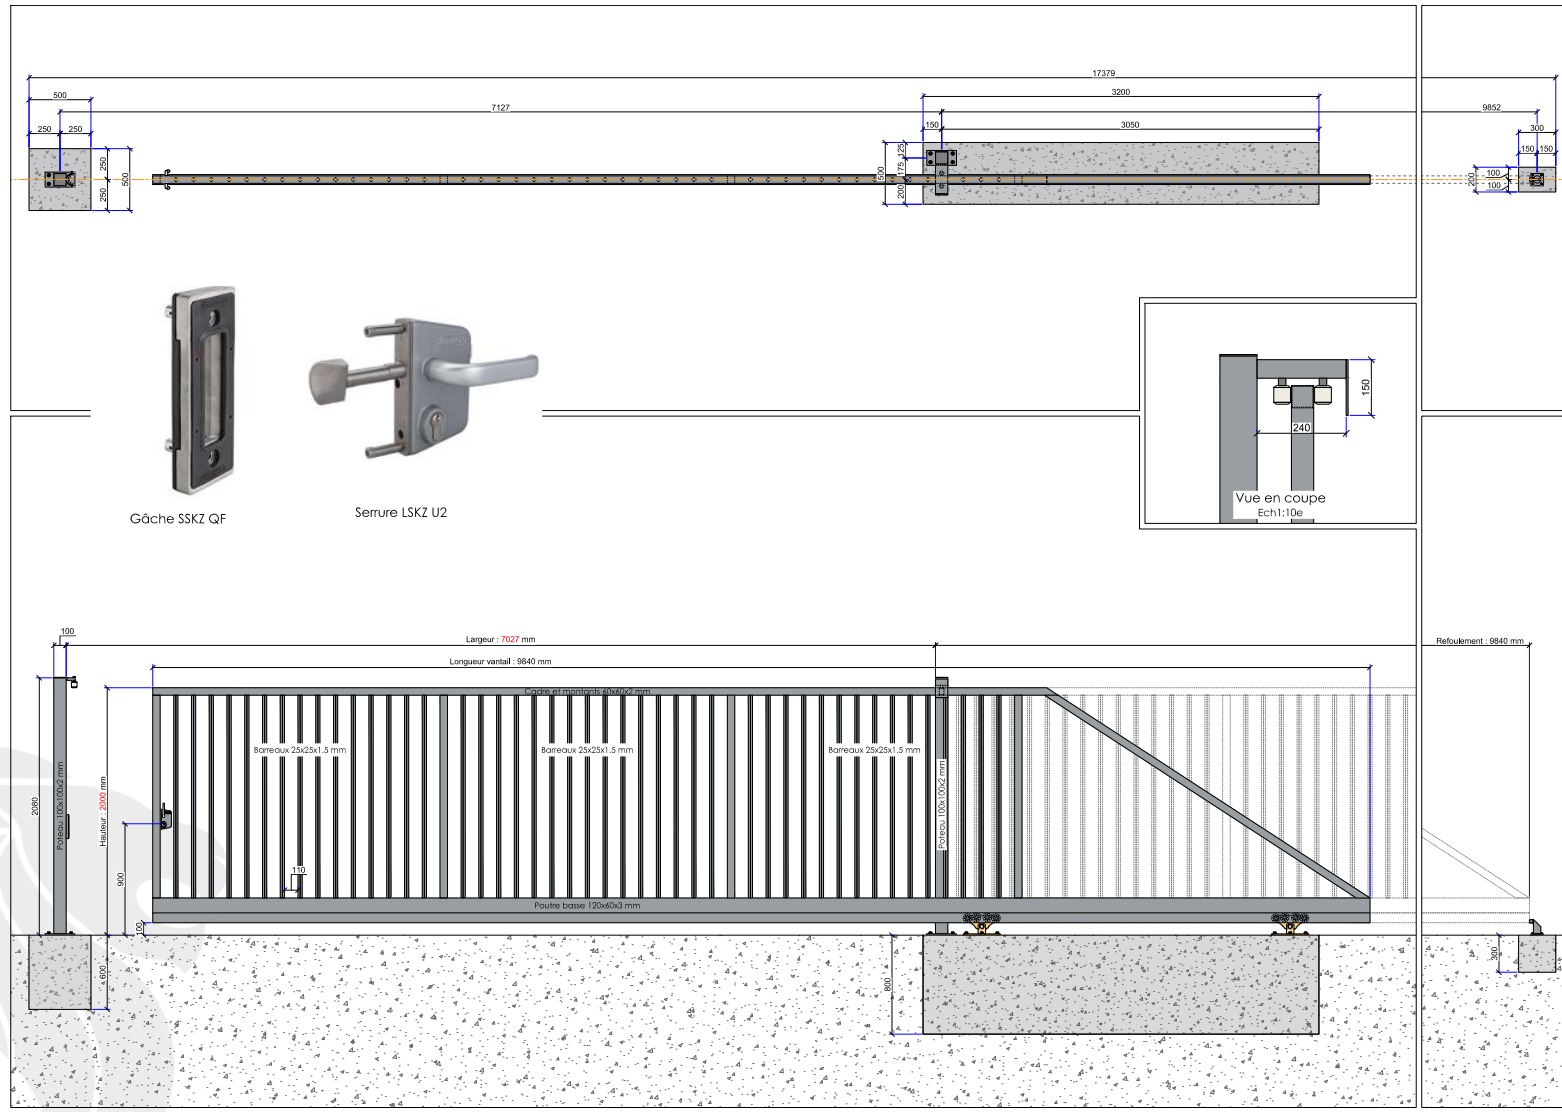 17379
500
3200
7127
9852
250
250
150
3050
300
150
150
250
250
500
500
125
175
200
200
100
100
150
240
Vue en coupe
Ech1:10e
Gâche SSKZ QF
Serrure LSKZ U2
100
Largeur : 7027 mm
Refoulement : 9840 mm
Longueur vantail : 9840 mm
Cadre et montants 60x60x2 mm
Barreaux 25x25x1.5 mm
Barreaux 25x25x1.5 mm
Barreaux 25x25x1.5 mm
2080
Poteau 100x100x2 mm
Hauteur : 2000 mm
Poteau 100x100x2 mm
900
110
Poutre basse 120x60x3 mm
100
600
800
300